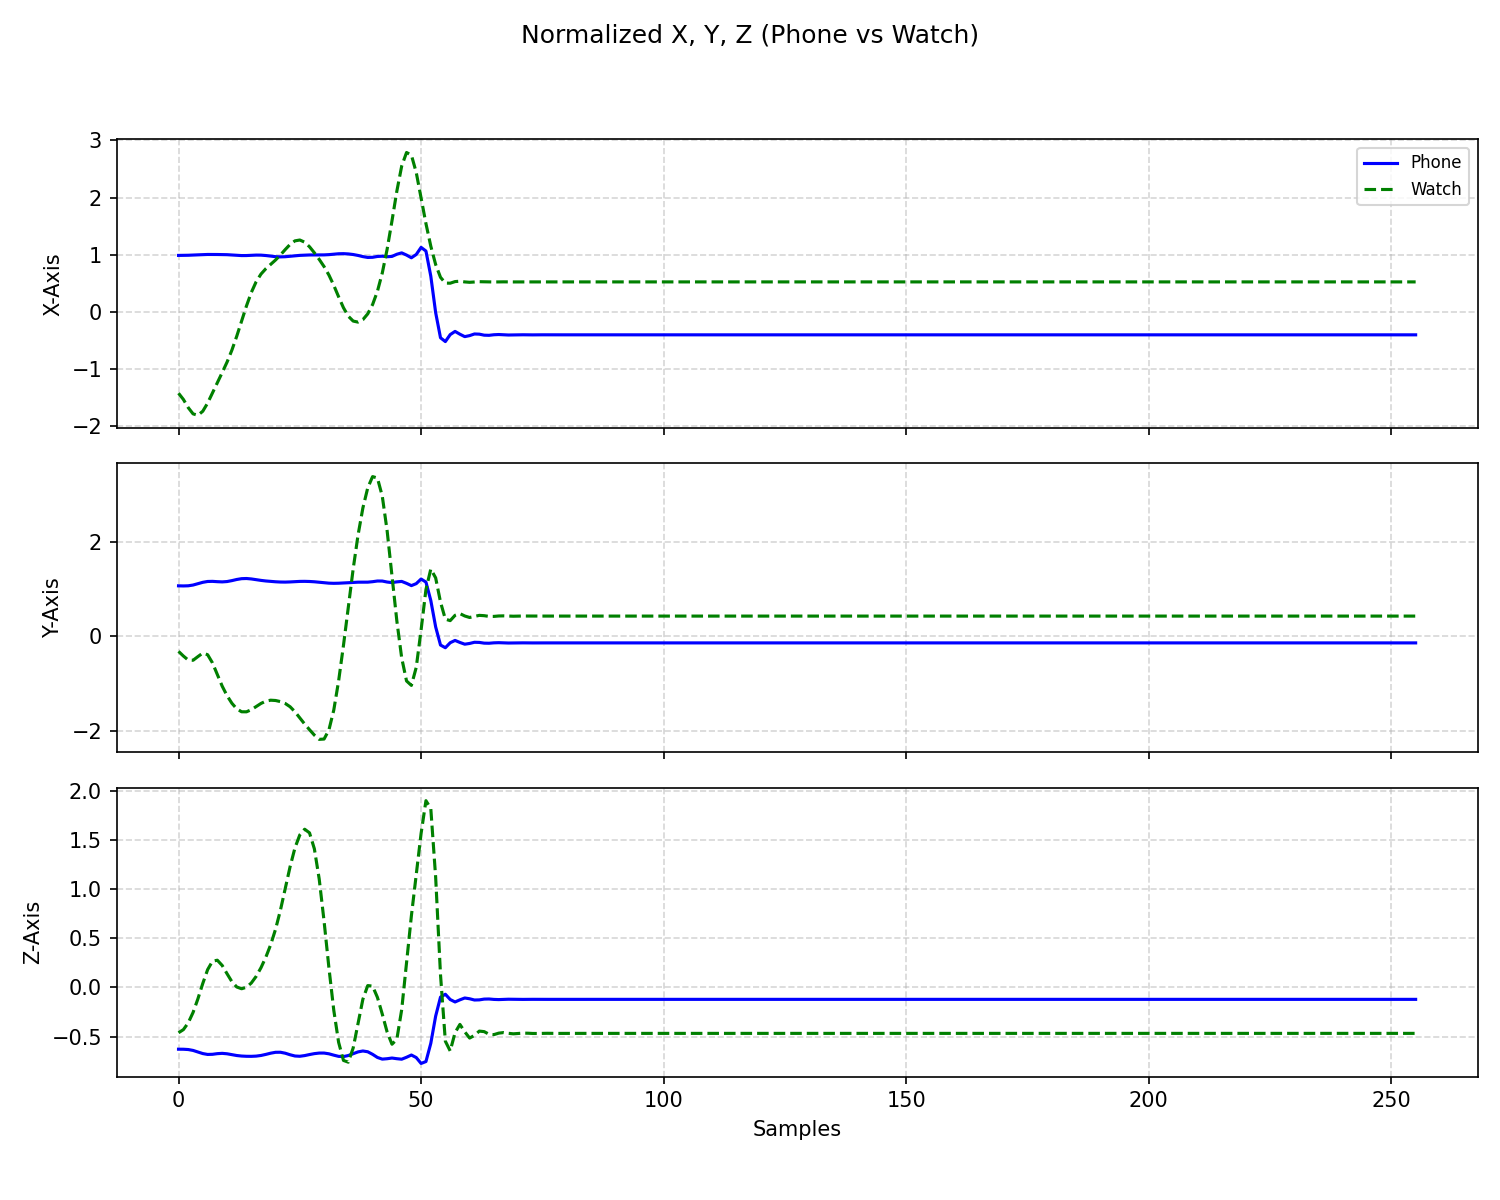 Normalized X, Y, Z (Phone vs Watch)
3
2
1
0
−1
−2
X-Axis
Phone
Watch
2
0
−2
Y-Axis
2.0
1.5
1.0
0.5
0.0
−0.5
Z-Axis
0 50 100 150 200 250
Samples